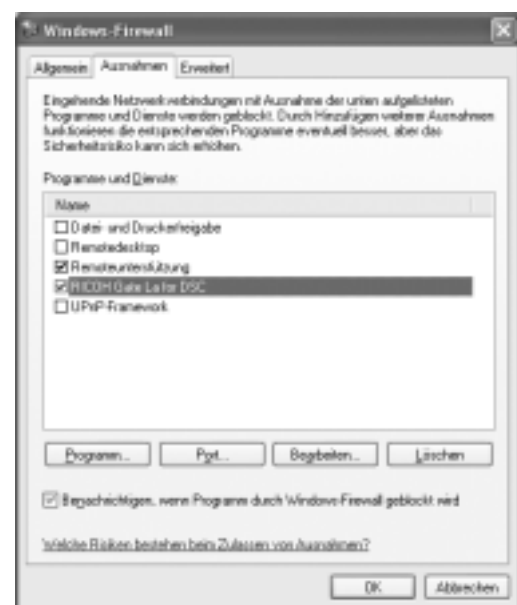 Windows-Firewall
Allgemein Ausnahmen Erweitert
Eingehende Netzwerkverbindungen mit Ausnahme der unten aufgelisteten
Programme und Dienste werden geblockt. Durch Hinzufügen weiterer Ausnahmen
funktionieren die entsprechenden Programme eventuell besser, aber das
Sicherheitsrisiko kann sich erhöhen.
Programme und Dienste:
Name
Datei- und Druckerfreigabe
Remotedesktop
Remoteunterstützung
RICOH Gate La for DSC
UPnP-Framework
Programm... Port... Bearbeiten... Löschen
Benachrichtigen, wenn Programm durch Windows-Firewall geblockt wird
Welche Risiken bestehen beim Zulassen von Ausnahmen?
OK Abbrechen